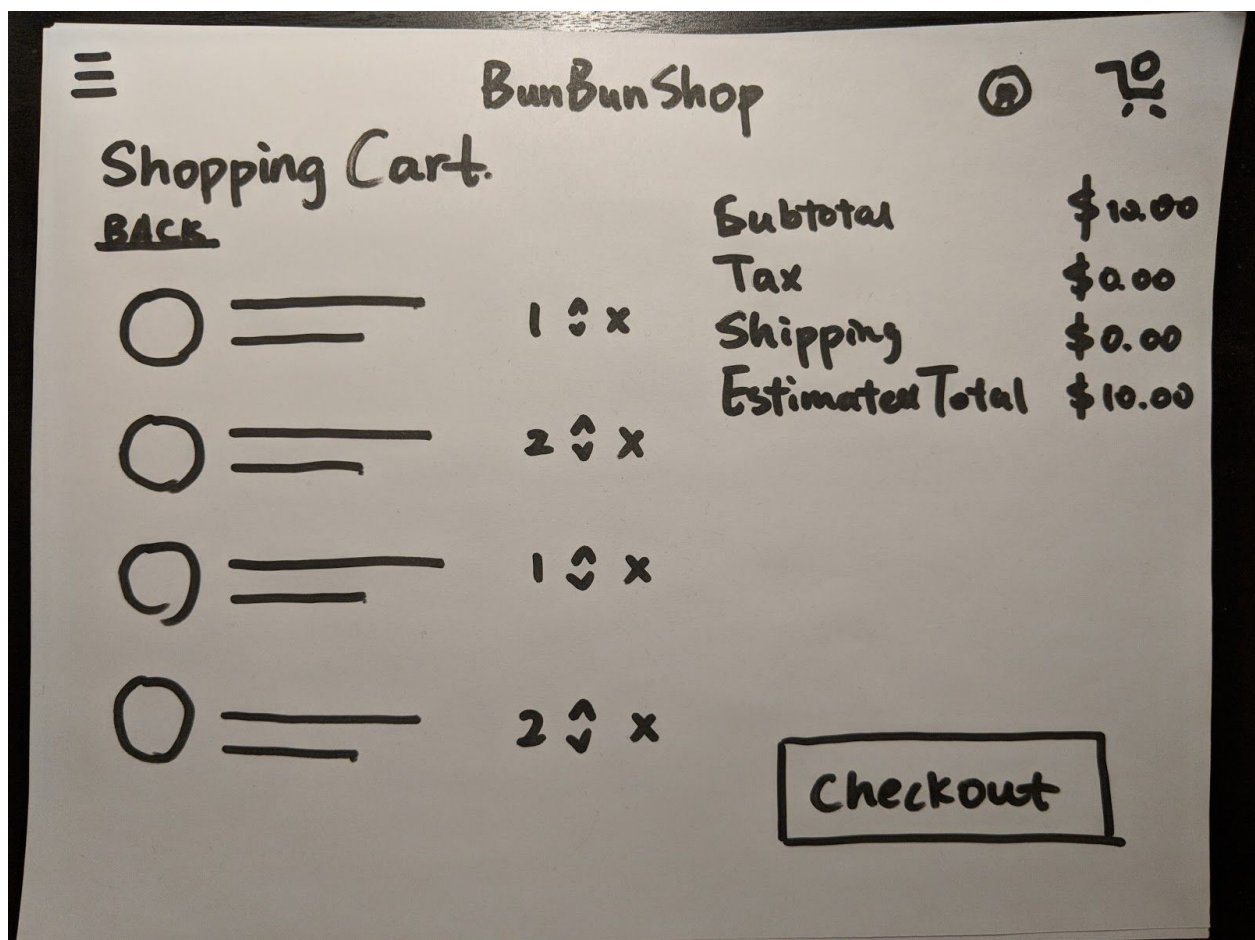 BunBunShop
Shopping Cart.
BACK
1 x
2 x
1 x
2 x
Subtotal $10.00
Tax $0.00
Shipping $0.00
Estimated Total $10.00
Checkout